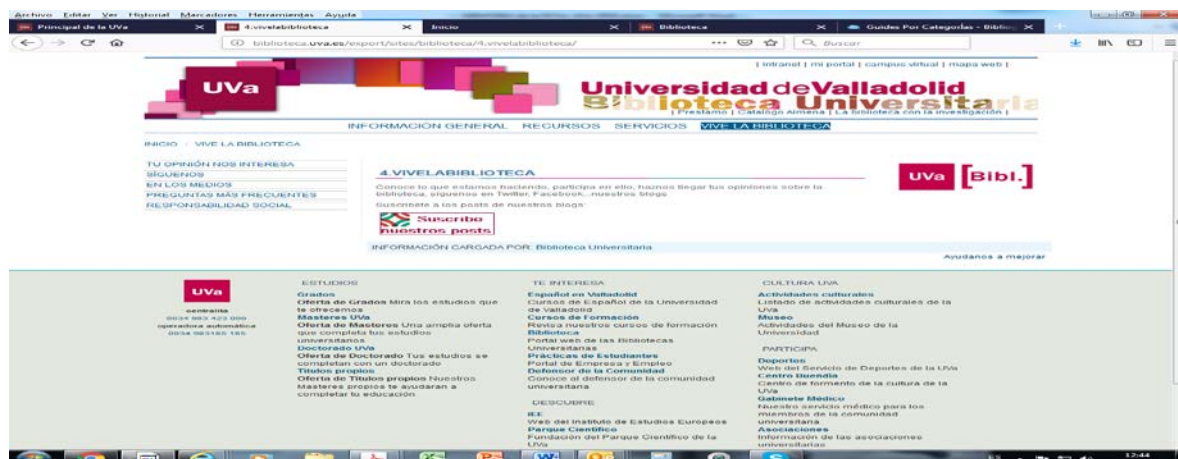 Archivo Editar Ver Historial Marcadores Herramientas Ayuda
Principal de la UVa
4.vivelabiblioteca
Inicio
Biblioteca
Guides Por Categorías - Biblio
biblioteca.uva.es/export/sites/biblioteca/4.vivelabiblioteca/
Buscar
| intranet | mi portal | campus virtual | mapa web |
UVa
Universidad deValladolid
Biblioteca Universitaria
| Préstamo | Catálogo Almena | La Biblioteca con la investigación |
INFORMACIÓN GENERAL RECURSOS SERVICIOS VIVE LA BIBLIOTECA
INICIO / VIVE LA BIBLIOTECA
TU OPINIÓN NOS INTERESA
SÍGUENOS
EN LOS MEDIOS
PREGUNTAS MÁS FRECUENTES
RESPONSABILIDAD SOCIAL
4.VIVELABIBLIOTECA
Conoce lo que estamos haciendo, participa en ello, haznos llegar tus opiniones sobre la
biblioteca, síguenos en Twitter, Facebook,..nuestros blogs
Suscríbete a los posts de nuestros blogs:
Suscribo
nuestros posts
UVa [Bibl.]
INFORMACIÓN CARGADA POR: Biblioteca Universitaria
Ayúdanos a mejorar
UVa
centralita
0034 983 423 000
operadora automática
0034 983185 185
ESTUDIOS
Grados
Oferta de Grados Mira los estudios que
te ofrecemos
Masteres UVa
Oferta de Masteres Una amplia oferta
que completa tus estudios
universitarios
Doctorado UVa
Oferta de Doctorado Tus estudios se
completan con un doctorado
Títulos propios
Oferta de Títulos propios Nuestros
Masteres propios te ayudaran a
completar tu educación
TE INTERESA
Español en Valladolid
Cursos de Español de la Universidad
de Valladolid
Cursos de Formación
Revisa nuestros cursos de formación
Biblioteca
Portal web de las Bibliotecas
Universitarias
Prácticas de Estudiantes
Portal de Empresa y Empleo
Defensor de la Comunidad
Conoce al defensor de la comunidad
universitaria
DESCUBRE
IEE
Web del Instituto de Estudios Europeos
Parque Científico
Fundación del Parque Científico de la
UVa
CULTURA UVA
Actividades culturales
Listado de actividades culturales de la
UVa
Museo
Actividades del Museo de la
Universidad
PARTICIPA
Deportes
Web del Servicio de Deportes de la UVa
Centro Buendía
Centro de formento de la cultura de la
UVa
Gabinete Médico
Nuestro servicio médico para los
miembros de la comunidad
universitaria
Asociaciones
Información de las asociaciones
universitarias
12:44